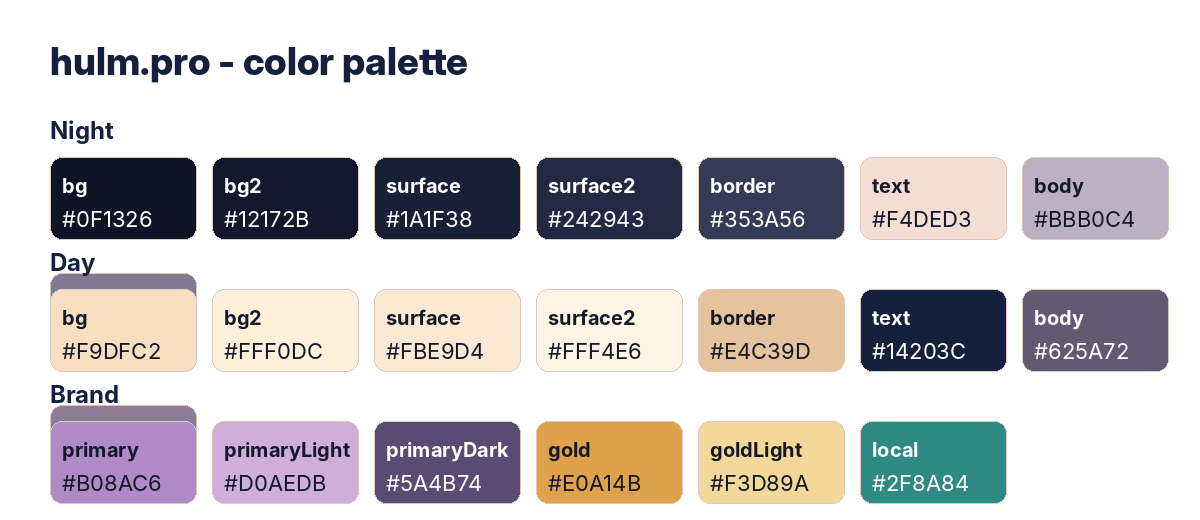 hulm.pro - color palette
Night
bg bg2 surface surface2 border text body
#0F1326 #12172B #1A1F38 #242943 #353A56 #F4DED3 #BBB0C4
Day
bg bg2 surface surface2 border text body
#F9DFC2 #FFF0DC #FBE9D4 #FFF4E6 #E4C39D #14203C #625A72
Brand
primary primaryLight primaryDark gold goldLight local
#B08AC6 #D0AEDB #5A4B74 #E0A14B #F3D89A #2F8A84